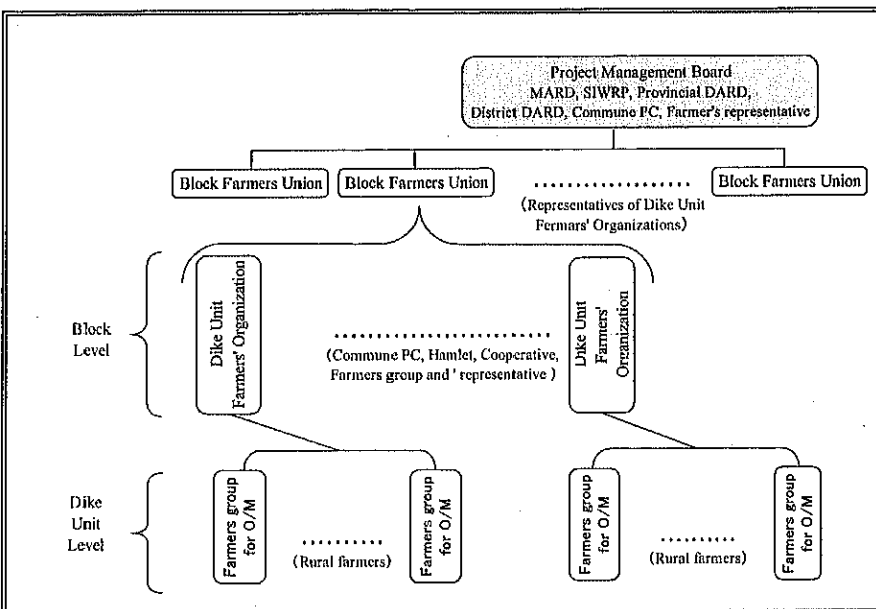 Project Management Board
MARD, SIWRP, Provincial DARD,
District DARD, Commune PC, Farmer's representative
Block Farmers Union
Block Farmers Union
Block Farmers Union
(Representatives of Dike Unit
Fermars' Organizations)
Block
Level
Dike Unit
Farmers' Organization
(Commune PC, Hamlet, Cooperative,
Farmers group and ' representative )
Dike Unit
Farmers'
Organization
Dike
Unit
Level
Farmers group
for O/M
(Rural farmers)
Farmers group
for O/M
Farmers group
for O/M
(Rural farmers)
Farmers group
for O/M